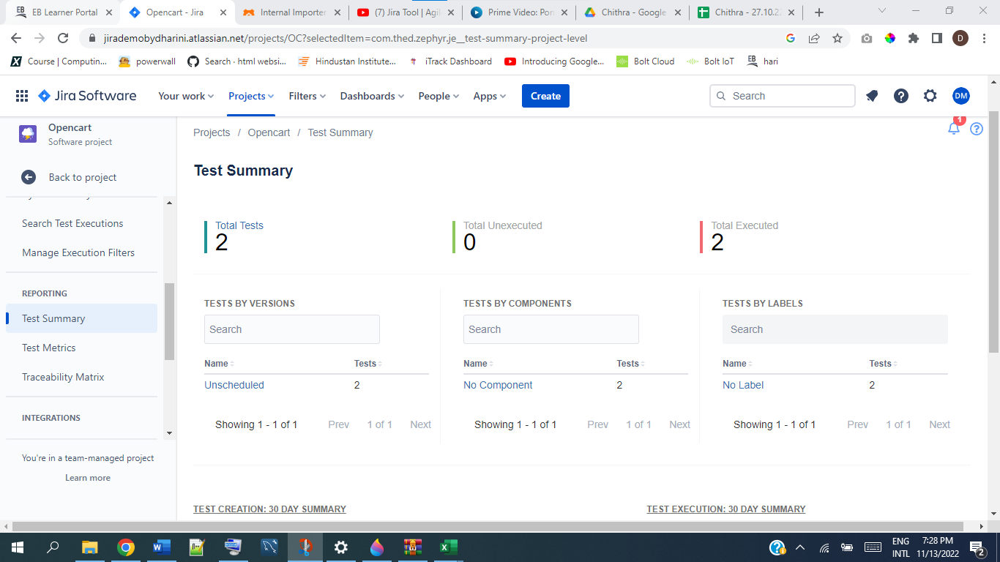 EB Learner Portal
Opencart - Jira
Internal Importer
(7) Jira Tool | Agil
Prime Video: Pon
Chithra - Google
Chithra - 27.10.22
jirademobydharini.atlassian.net/projects/OC?selectedItem=com.thed.zephyr.je__test-summary-project-level
D
Course | Computin...
powerwall
Search · html websi...
Hindustan Institute...
iTrack Dashboard
Introducing Google...
Bolt Cloud
Bolt IoT
EB
hari
Jira Software
Your work
Projects
Filters
Dashboards
People
Apps
Create
Search
DM
Opencart
Software project
Back to project
Search Test Executions
Manage Execution Filters
REPORTING
Test Summary
Test Metrics
Traceability Matrix
INTEGRATIONS
You're in a team-managed project
Learn more
Projects / Opencart / Test Summary
1
Test Summary
Total Tests
2
Total Unexecuted
0
Total Executed
2
TESTS BY VERSIONS
Search
Name Tests
Unscheduled 2
Showing 1 - 1 of 1 Prev 1 of 1 Next
TESTS BY COMPONENTS
Search
Name Tests
No Component 2
Showing 1 - 1 of 1 Prev 1 of 1 Next
TESTS BY LABELS
Search
Name Tests
No Label 2
Showing 1 - 1 of 1 Prev 1 of 1 Next
TEST CREATION: 30 DAY SUMMARY
TEST EXECUTION: 30 DAY SUMMARY
ENG
INTL
7:28 PM
11/13/2022
2